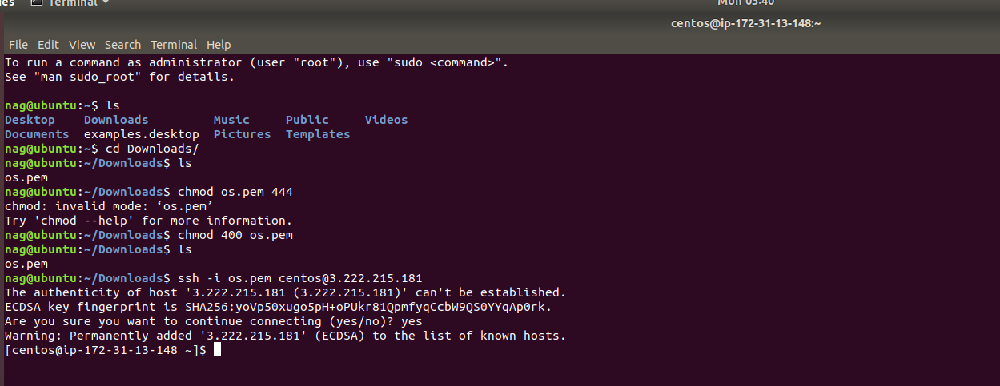 Terminal
Mon 03:40
centos@ip-172-31-13-148:~
File Edit View Search Terminal Help
To run a command as administrator (user "root"), use "sudo <command>".
See "man sudo_root" for details.
nag@ubuntu:~$ ls
Desktop Downloads Music Public Videos
Documents examples.desktop Pictures Templates
nag@ubuntu:~$ cd Downloads/
nag@ubuntu:~/Downloads$ ls
os.pem
nag@ubuntu:~/Downloads$ chmod os.pem 444
chmod: invalid mode: ‘os.pem’
Try 'chmod --help' for more information.
nag@ubuntu:~/Downloads$ chmod 400 os.pem
nag@ubuntu:~/Downloads$ ls
os.pem
nag@ubuntu:~/Downloads$ ssh -i os.pem centos@3.222.215.181
The authenticity of host '3.222.215.181 (3.222.215.181)' can't be established.
ECDSA key fingerprint is SHA256:yoVp50xugo5pH+oPUkr81QpmfyqCcbW9QS0YYqAp0rk.
Are you sure you want to continue connecting (yes/no)? yes
Warning: Permanently added '3.222.215.181' (ECDSA) to the list of known hosts.
[centos@ip-172-31-13-148 ~]$